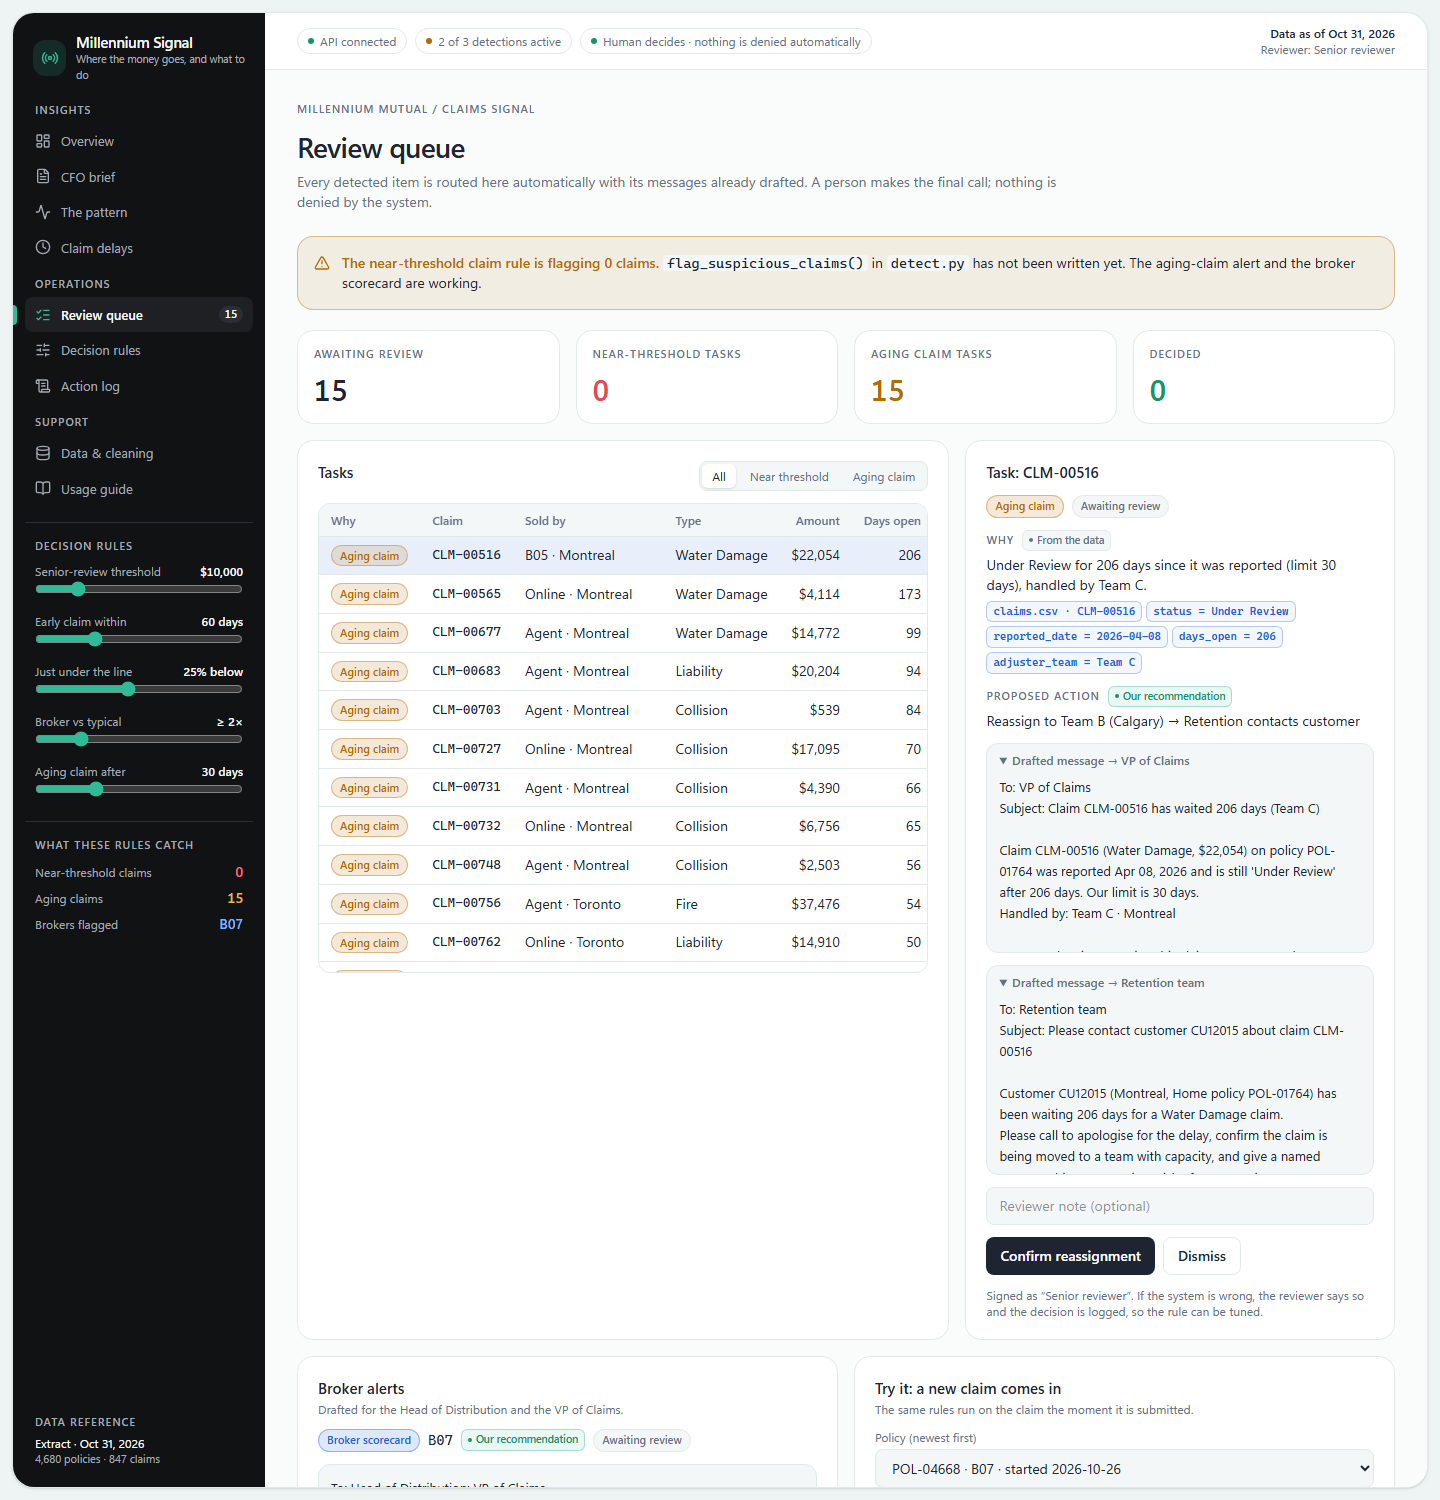 Millennium Signal
Where the money goes, and what to
do
INSIGHTS
Overview
CFO brief
The pattern
Claim delays
OPERATIONS
Review queue 15
Decision rules
Action log
SUPPORT
Data & cleaning
Usage guide
DECISION RULES
Senior-review threshold $10,000
Early claim within 60 days
Just under the line 25% below
Broker vs typical ≥ 2×
Aging claim after 30 days
WHAT THESE RULES CATCH
Near-threshold claims 0
Aging claims 15
Brokers flagged B07
DATA REFERENCE
Extract · Oct 31, 2026
4,680 policies · 847 claims
API connected
2 of 3 detections active
Human decides · nothing is denied automatically
Data as of Oct 31, 2026
Reviewer: Senior reviewer
MILLENNIUM MUTUAL / CLAIMS SIGNAL
Review queue
Every detected item is routed here automatically with its messages already drafted. A person makes the final call; nothing is
denied by the system.
The near-threshold claim rule is flagging 0 claims. flag_suspicious_claims() in detect.py has not been written yet. The aging-claim alert and the broker
scorecard are working.
AWAITING REVIEW
15
NEAR-THRESHOLD TASKS
0
AGING CLAIM TASKS
15
DECIDED
0
Tasks
All Near threshold Aging claim
Why Claim Sold by Type Amount Days open
Aging claim CLM-00516 B05 · Montreal Water Damage $22,054 206
Aging claim CLM-00565 Online · Montreal Water Damage $4,114 173
Aging claim CLM-00677 Agent · Montreal Water Damage $14,772 99
Aging claim CLM-00683 Agent · Montreal Liability $20,204 94
Aging claim CLM-00703 Agent · Montreal Collision $539 84
Aging claim CLM-00727 Online · Montreal Collision $17,095 70
Aging claim CLM-00731 Agent · Montreal Collision $4,390 66
Aging claim CLM-00732 Online · Montreal Collision $6,756 65
Aging claim CLM-00748 Agent · Montreal Collision $2,503 56
Aging claim CLM-00756 Agent · Toronto Fire $37,476 54
Aging claim CLM-00762 Online · Toronto Liability $14,910 50
Task: CLM-00516
Aging claim Awaiting review
WHY From the data
Under Review for 206 days since it was reported (limit 30
days), handled by Team C.
claims.csv · CLM-00516 status = Under Review
reported_date = 2026-04-08 days_open = 206
adjuster_team = Team C
PROPOSED ACTION Our recommendation
Reassign to Team B (Calgary) → Retention contacts customer
▼ Drafted message → VP of Claims
To: VP of Claims
Subject: Claim CLM-00516 has waited 206 days (Team C)
Claim CLM-00516 (Water Damage, $22,054) on policy POL-
01764 was reported Apr 08, 2026 and is still 'Under Review'
after 206 days. Our limit is 30 days.
Handled by: Team C · Montreal
▼ Drafted message → Retention team
To: Retention team
Subject: Please contact customer CU12015 about claim CLM-
00516
Customer CU12015 (Montreal, Home policy POL-01764) has
been waiting 206 days for a Water Damage claim.
Please call to apologise for the delay, confirm the claim is
being moved to a team with capacity, and give a named
Reviewer note (optional)
Confirm reassignment Dismiss
Signed as “Senior reviewer”. If the system is wrong, the reviewer says so
and the decision is logged, so the rule can be tuned.
Broker alerts
Drafted for the Head of Distribution and the VP of Claims.
Broker scorecard B07 Our recommendation Awaiting review
To: Head of Distribution; VP of Claims
Try it: a new claim comes in
The same rules run on the claim the moment it is submitted.
Policy (newest first)
POL-04668 · B07 · started 2026-10-26